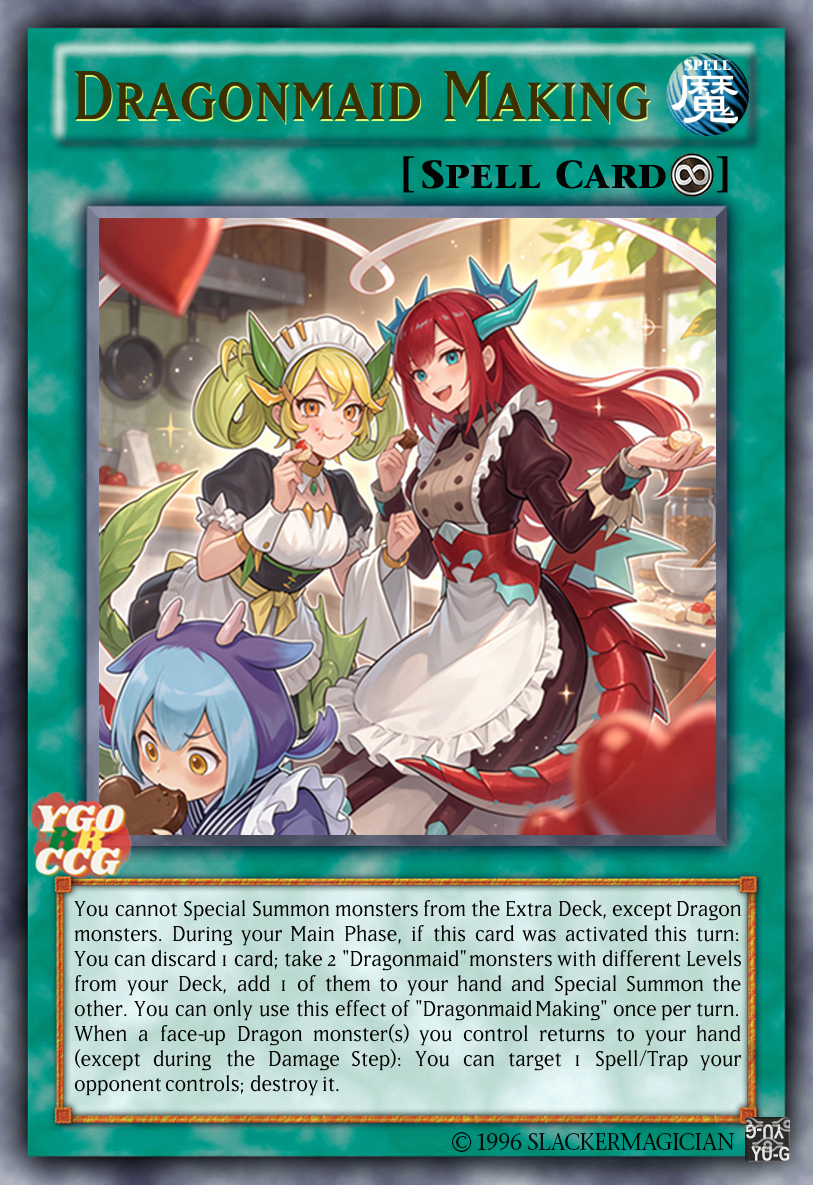 Dragonmaid Making
SPELL
魔
[Spell Card∞]
YGO
BR
CCG
You cannot Special Summon monsters from the Extra Deck, except Dragon
monsters. During your Main Phase, if this card was activated this turn:
You can discard 1 card; take 2 "Dragonmaid" monsters with different Levels
from your Deck, add 1 of them to your hand and Special Summon the
other. You can only use this effect of "Dragonmaid Making" once per turn.
When a face-up Dragon monster(s) you control returns to your hand
(except during the Damage Step): You can target 1 Spell/Trap your
opponent controls; destroy it.
© 1996 SLACKERMAGICIAN
YU-G
YU-G